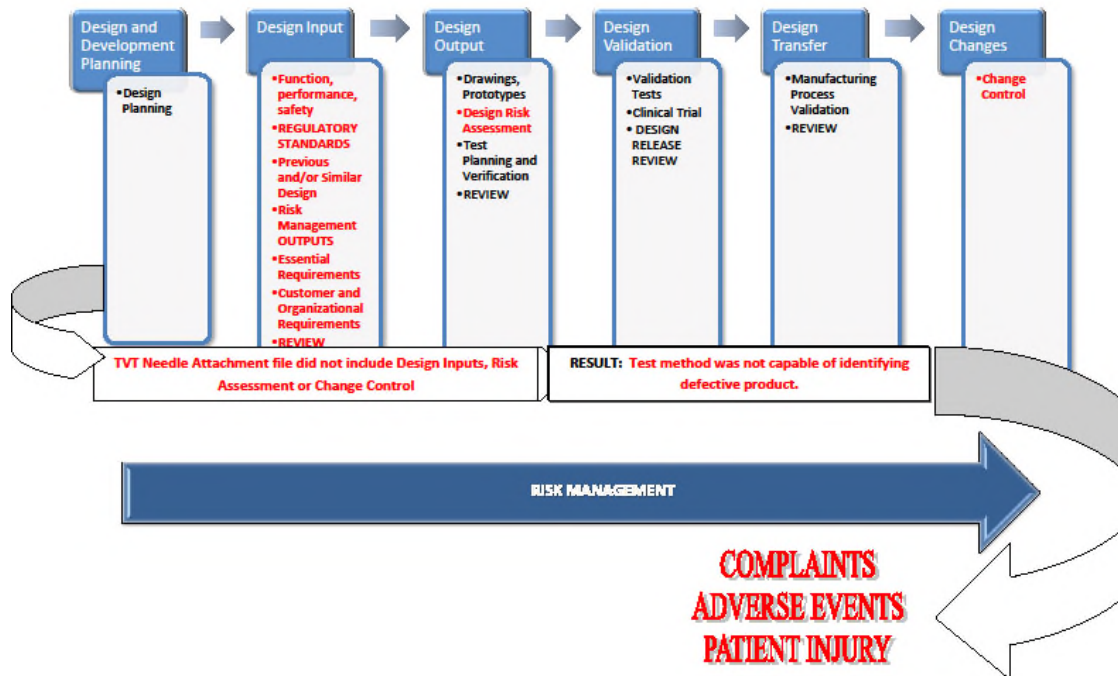 Design and
Development
Planning
•Design
Planning
Design Input
•Function,
performance,
safety
•REGULATORY
STANDARDS
•Previous
and/or Similar
Design
•Risk
Management
OUTPUTS
•Essential
Requirements
•Customer and
Organizational
Requirements
•REVIEW
Design
Output
•Drawings,
Prototypes
•Design Risk
Assessment
•Test
Planning and
Verification
•REVIEW
Design
Validation
•Validation
Tests
•Clinical Trial
• DESIGN
RELEASE
REVIEW
Design
Transfer
•Manufacturing
Process
Validation
•REVIEW
Design
Changes
•Change
Control
TVT Needle Attachment file did not include Design Inputs, Risk
Assessment or Change Control
RESULT: Test method was not capable of identifying
defective product.
RISK MANAGEMENT
COMPLAINTS
ADVERSE EVENTS
PATIENT INJURY